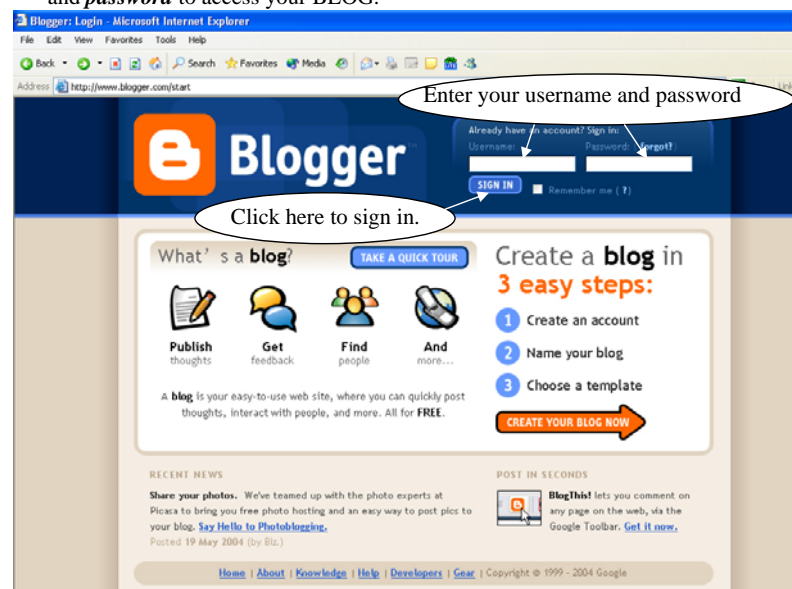 and password to access your BLOG.
Blogger: Login - Microsoft Internet Explorer
File Edit View Favorites Tools Help
Back Search Favorites Media
Address http://www.blogger.com/start
Enter your username and password
Already have an account? Sign in:
Username: Password: (forgot?)
Blogger™
SIGN IN Remember me (?)
Click here to sign in.
What's a blog? TAKE A QUICK TOUR
Publish Get Find And
thoughts feedback people more...
A blog is your easy-to-use web site, where you can quickly post
thoughts, interact with people, and more. All for FREE.
Create a blog in
3 easy steps:
1 Create an account
2 Name your blog
3 Choose a template
CREATE YOUR BLOG NOW
RECENT NEWS
Share your photos. We've teamed up with the photo experts at
Picasa to bring you free photo hosting and an easy way to post pics to
your blog. Say Hello to Photoblogging.
Posted 19 May 2004 (by Biz.)
POST IN SECONDS
BlogThis! lets you comment on
any page on the web, via the
Google Toolbar. Get it now.
Home | About | Knowledge | Help | Developers | Gear | Copyright © 1999 - 2004 Google